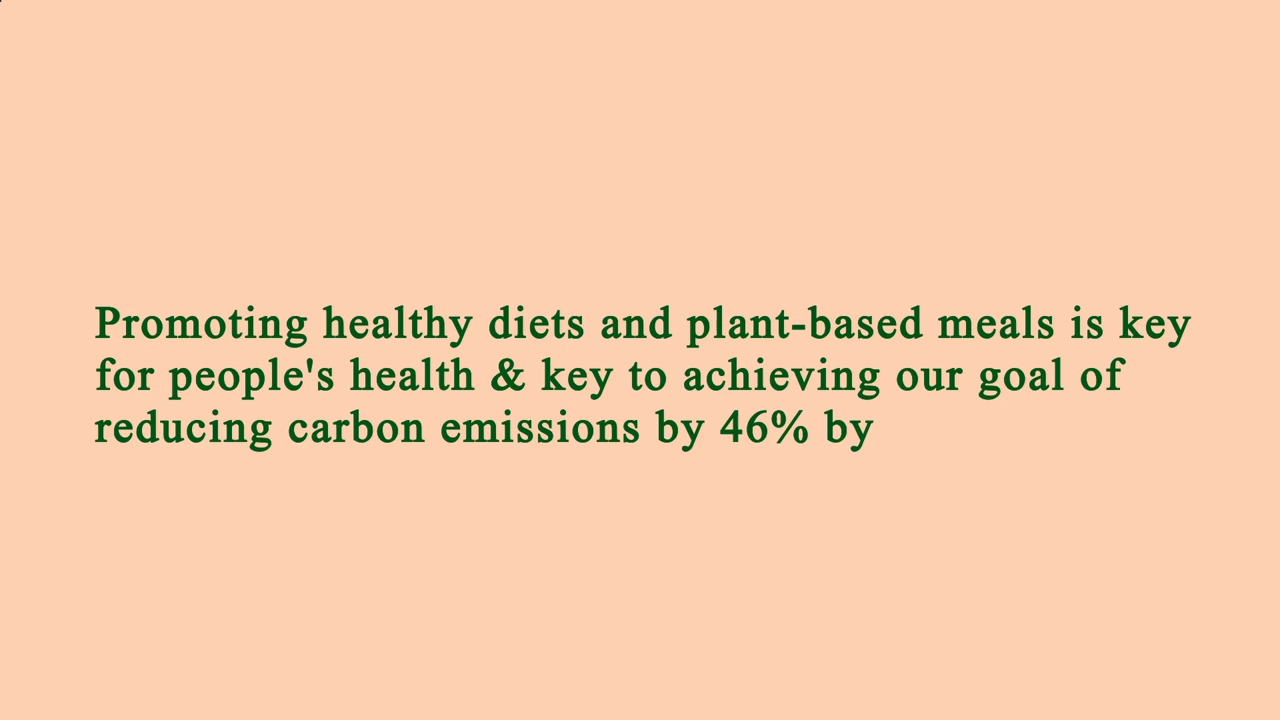 Promoting healthy diets and plant-based meals is key
for people's health & key to achieving our goal of
reducing carbon emissions by 46% by